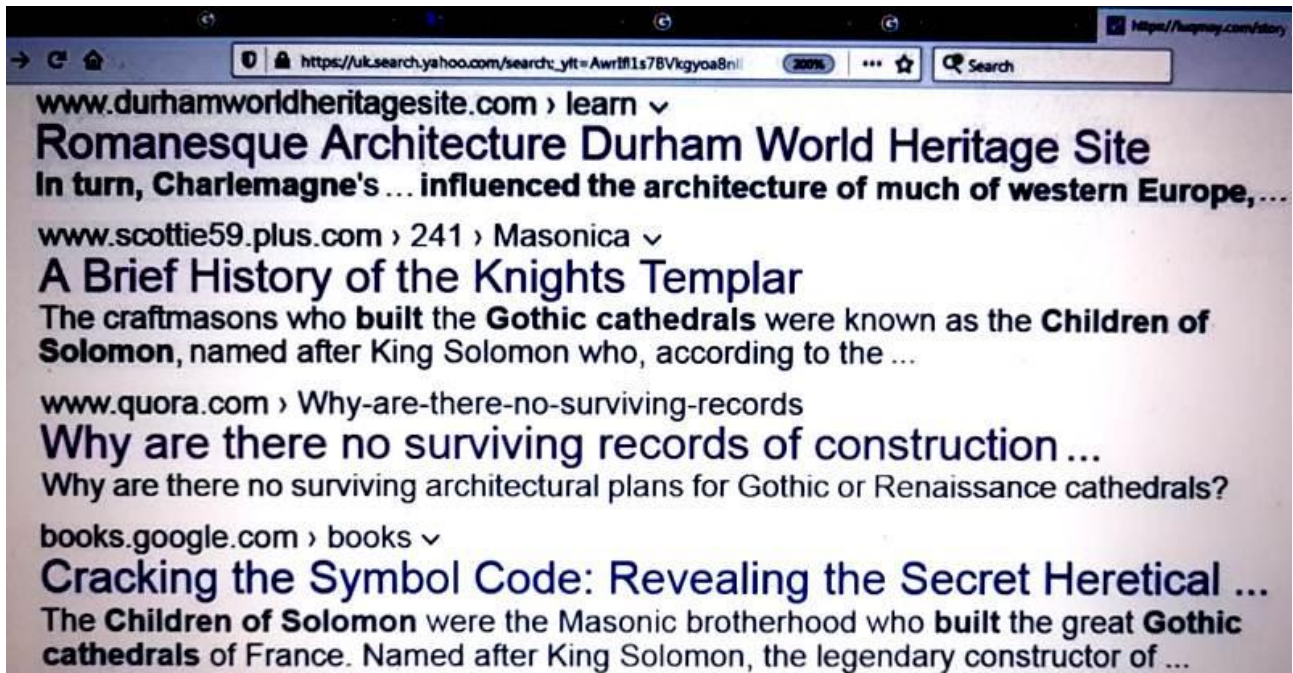 https://luqmay.com/story
https://uk.search.yahoo.com/search;_ylt=AwrIfl1s7BVkgyoa8nl 200% Search
www.durhamworldheritagesite.com › learn
Romanesque Architecture Durham World Heritage Site
In turn, Charlemagne's ... influenced the architecture of much of western Europe, ...
www.scottie59.plus.com › 241 › Masonica
A Brief History of the Knights Templar
The craftmasons who built the Gothic cathedrals were known as the Children of
Solomon, named after King Solomon who, according to the ...
www.quora.com › Why-are-there-no-surviving-records
Why are there no surviving records of construction ...
Why are there no surviving architectural plans for Gothic or Renaissance cathedrals?
books.google.com › books
Cracking the Symbol Code: Revealing the Secret Heretical ...
The Children of Solomon were the Masonic brotherhood who built the great Gothic
cathedrals of France. Named after King Solomon, the legendary constructor of ...